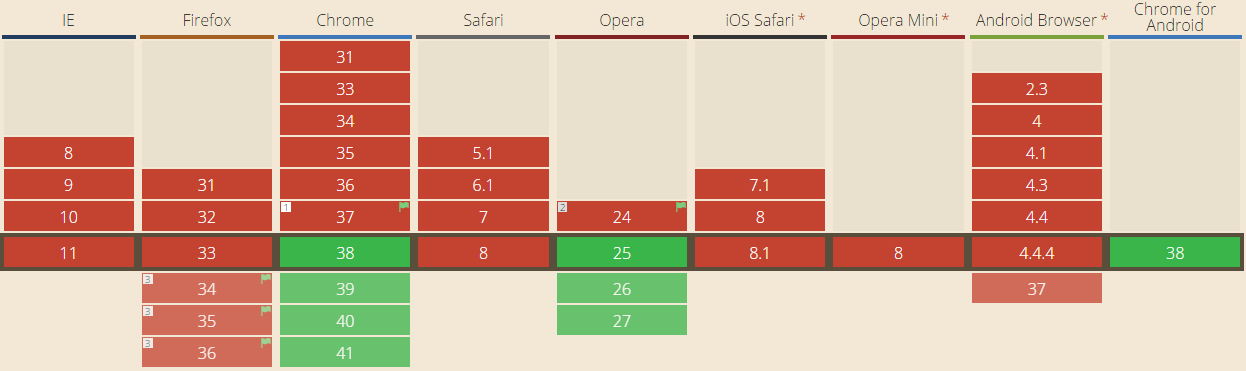 IE Firefox Chrome Safari Opera iOS Safari * Opera Mini * Android Browser * Chrome for Android
31
33 2.3
34 4
8 35 5.1 4.1
9 31 36 6.1 7.1 4.3
10 32 1 37 7 2 24 8 4.4
11 33 38 8 25 8.1 8 4.4.4 38
3 34 39 26 37
3 35 40 27
3 36 41